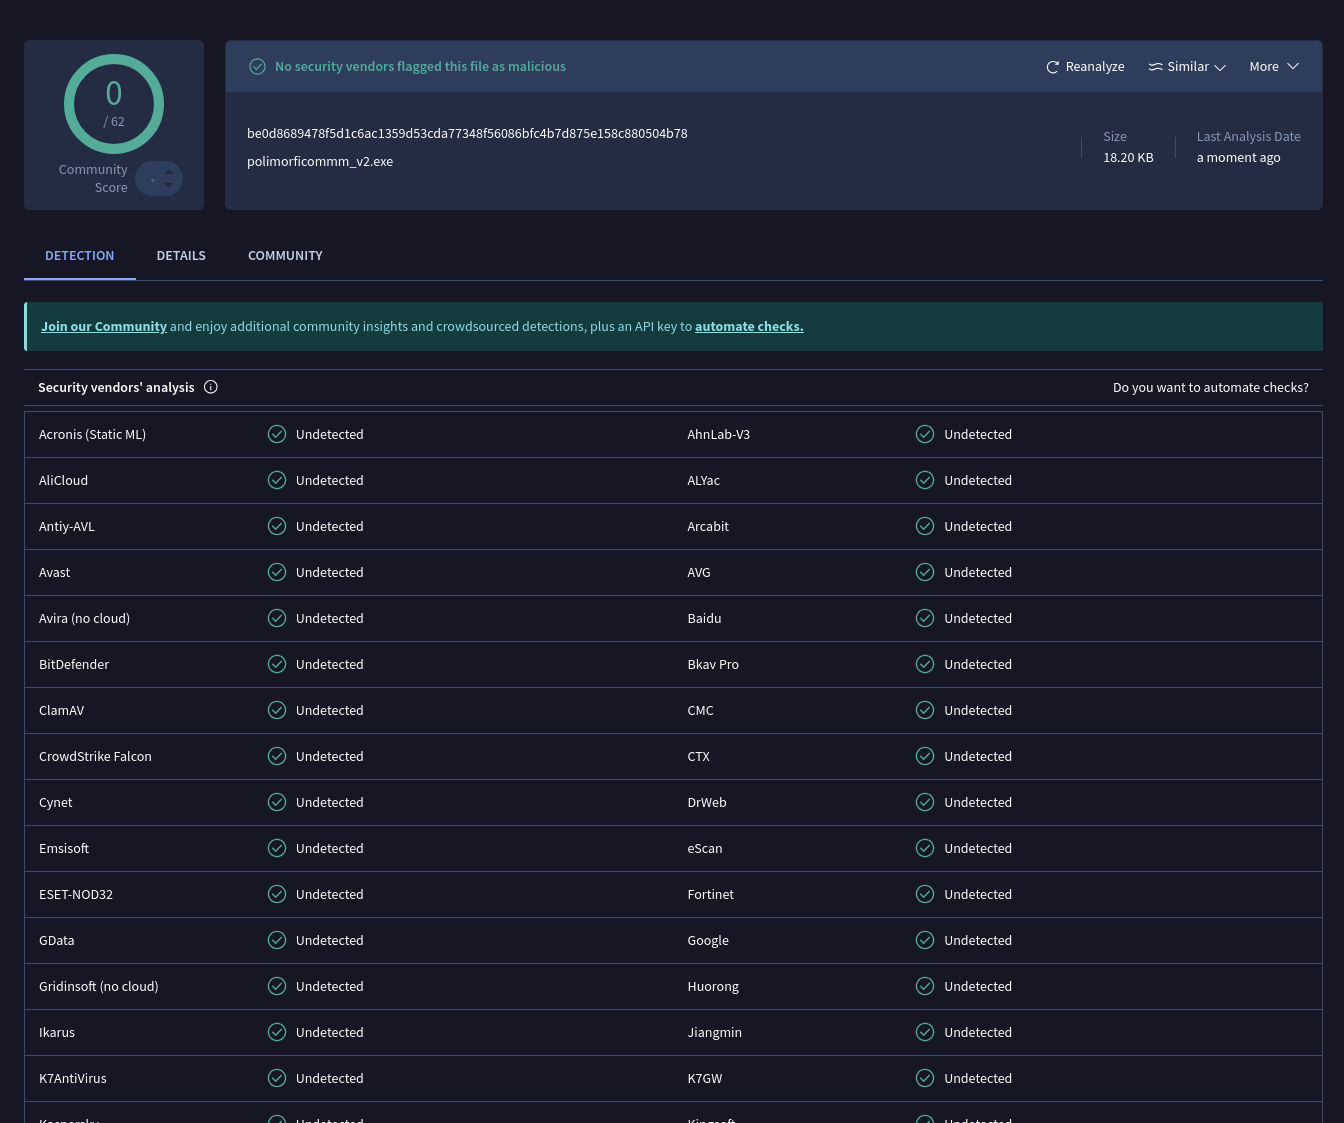 0
/ 62
Community
Score
No security vendors flagged this file as malicious
Reanalyze
Similar
More
be0d8689478f5d1c6ac1359d53cda77348f56086bfc4b7d875e158c880504b78
polimorficommm_v2.exe
Size
18.20 KB
Last Analysis Date
a moment ago
DETECTION DETAILS COMMUNITY
Join our Community and enjoy additional community insights and crowdsourced detections, plus an API key to automate checks.
Security vendors' analysis
Do you want to automate checks?
Acronis (Static ML) Undetected AhnLab-V3 Undetected
AliCloud Undetected ALYac Undetected
Antiy-AVL Undetected Arcabit Undetected
Avast Undetected AVG Undetected
Avira (no cloud) Undetected Baidu Undetected
BitDefender Undetected Bkav Pro Undetected
ClamAV Undetected CMC Undetected
CrowdStrike Falcon Undetected CTX Undetected
Cynet Undetected DrWeb Undetected
Emsisoft Undetected eScan Undetected
ESET-NOD32 Undetected Fortinet Undetected
GData Undetected Google Undetected
Gridinsoft (no cloud) Undetected Huorong Undetected
Ikarus Undetected Jiangmin Undetected
K7AntiVirus Undetected K7GW Undetected
Kaspersky Undetected Kingsoft Undetected